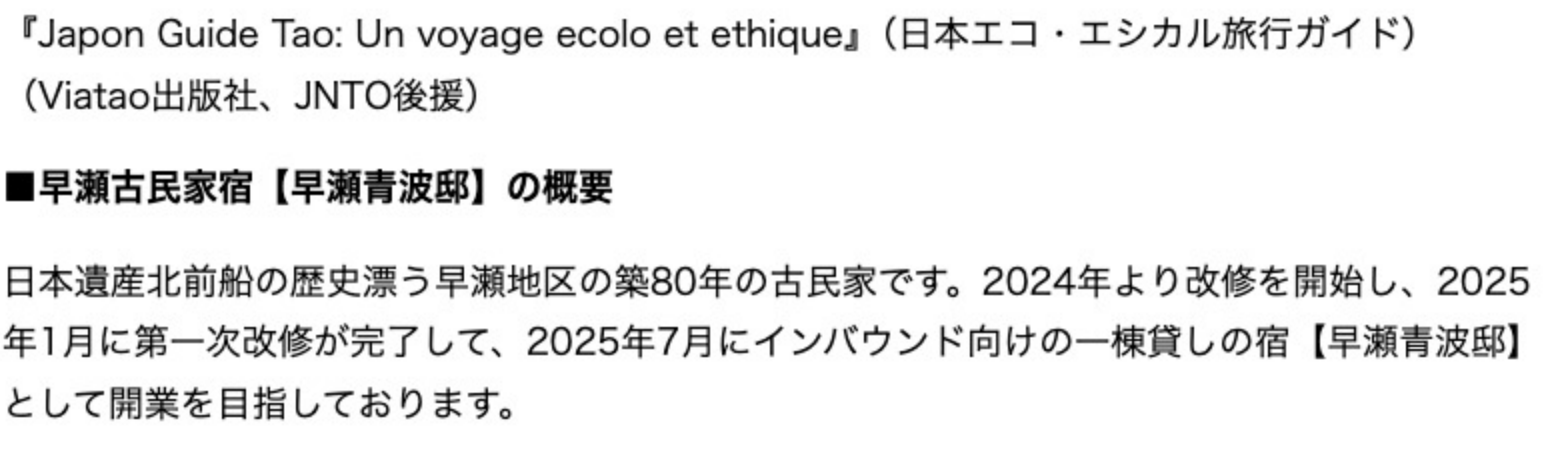 『Japon Guide Tao: Un voyage ecolo et ethique』（日本エコ・エシカル旅行ガイド）
（Viatao出版社、JNTO後援）
■早瀬古民家宿【早瀬青波邸】の概要
日本遺産北前船の歴史漂う早瀬地区の築80年の古民家です。2024年より改修を開始し、2025
年1月に第一次改修が完了して、2025年7月にインバウンド向けの一棟貸しの宿【早瀬青波邸】
として開業を目指しております。